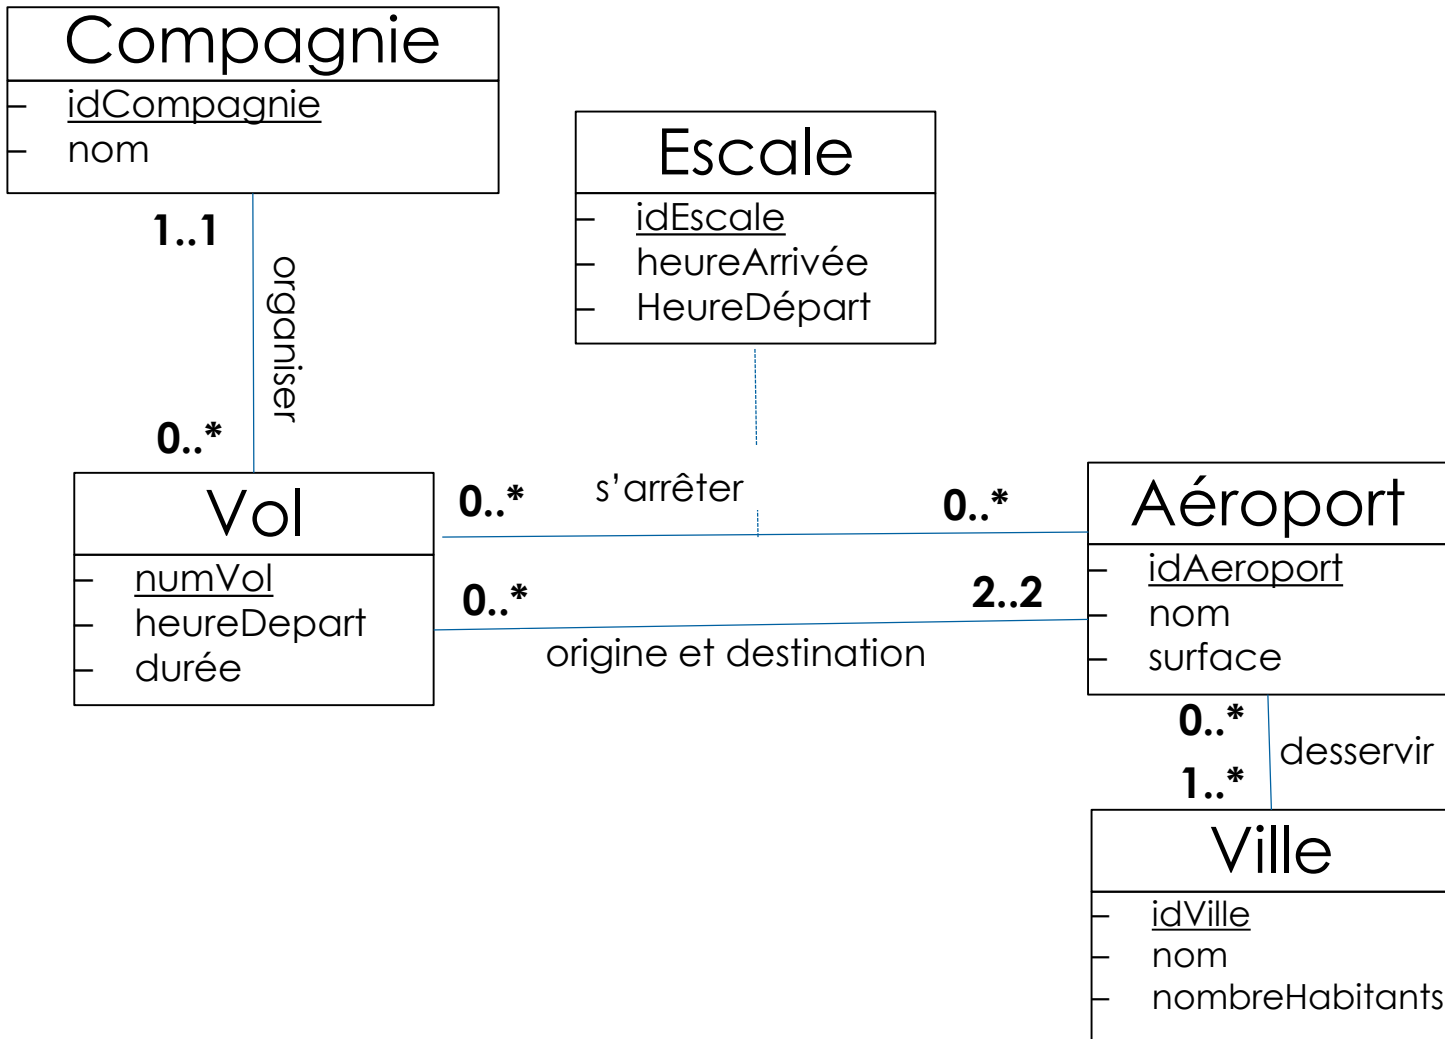 Compagnie
idCompagnie
nom
1..1
organiser
0..*
Escale
idEscale
heureArrivée
HeureDépart
Vol
numVol
heureDepart
durée
0..*
s'arrêter
0..*
0..*
2..2
origine et destination
Aéroport
idAeroport
nom
surface
0..*
desservir
1..*
Ville
idVille
nom
nombreHabitants